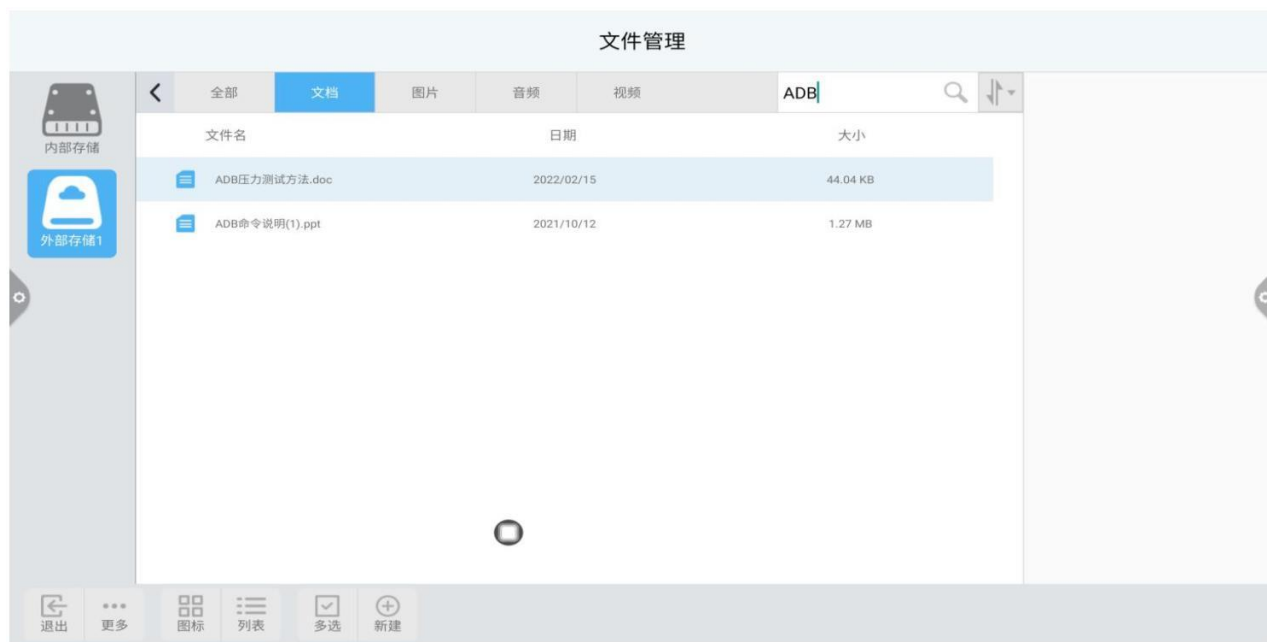 文件管理
内部存储
外部存储1
全部 文档 图片 音频 视频 ADB
文件名 日期 大小
ADB压力测试方法.doc 2022/02/15 44.04 KB
ADB命令说明(1).ppt 2021/10/12 1.27 MB
退出 更多 图标 列表 多选 新建